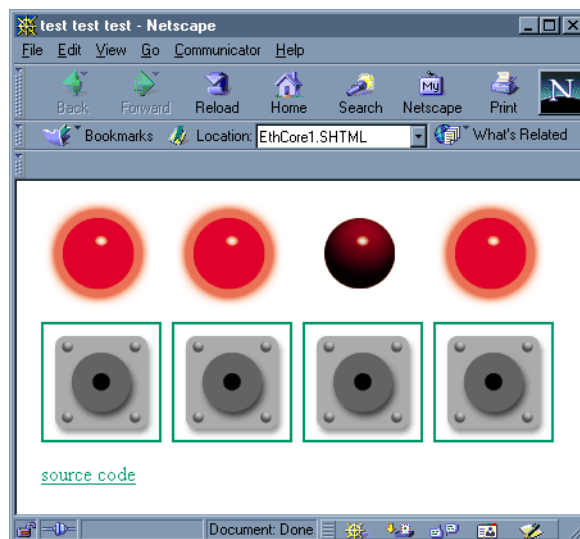 test test test - Netscape
File Edit View Go Communicator Help
Back Forward Reload Home Search Netscape Print
My
N
Bookmarks Location: EthCore1.SHTML What's Related
source code
Document: Done